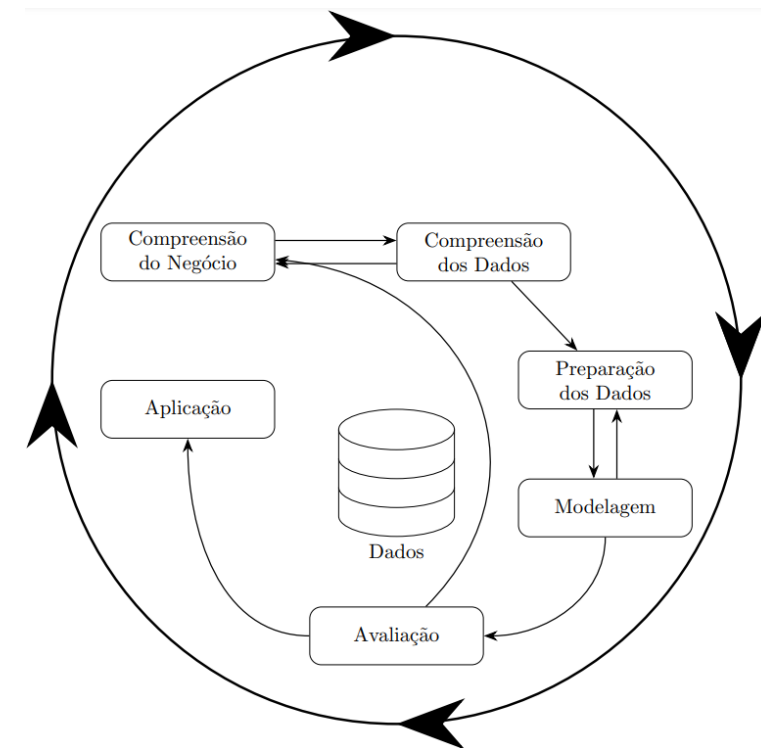 Compreensão
do Negócio
Compreensão
dos Dados
Preparação
dos Dados
Aplicação
Modelagem
Dados
Avaliação